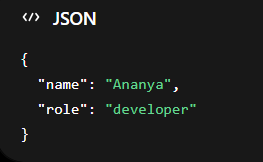 </> JSON
{
  "name": "Ananya",
  "role": "developer"
}